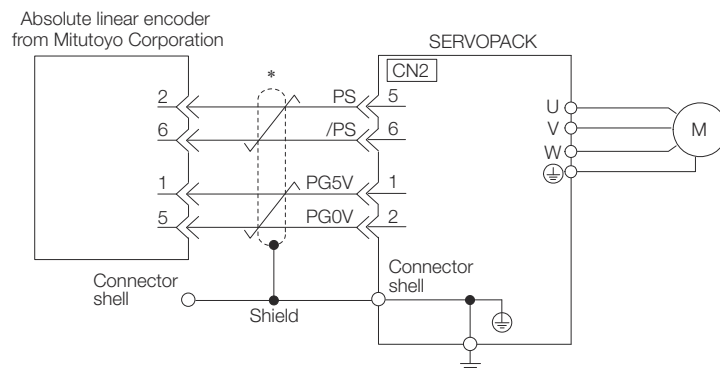 Absolute linear encoder
from Mitutoyo Corporation
SERVOPACK
*
CN2
2 PS 5
6 /PS 6
1 PG5V 1
5 PG0V 2
U
V
W
M
Connector
shell
Shield
Connector
shell